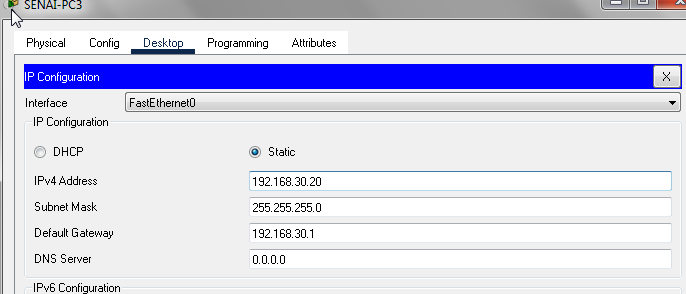 SENAI-PC3
Physical Config Desktop Programming Attributes
IP Configuration X
Interface FastEthernet0
IP Configuration
DHCP Static
IPv4 Address 192.168.30.20
Subnet Mask 255.255.255.0
Default Gateway 192.168.30.1
DNS Server 0.0.0.0
IPv6 Configuration